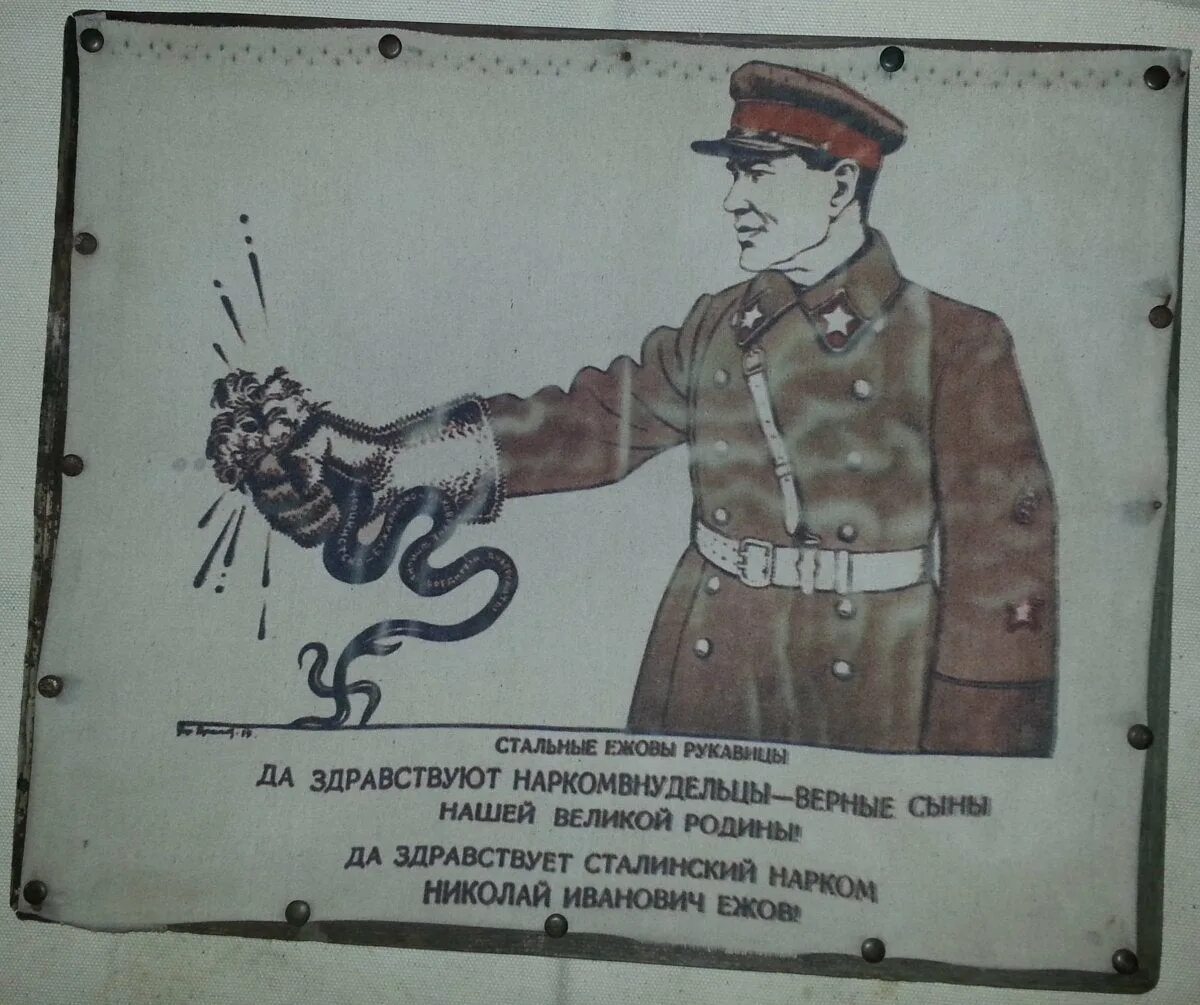 СТАЛЬНЫЕ ЕЖОВЫ РУКАВИЦЫ
ДА ЗДРАВСТВУЮТ НАРКОМВНУДЕЛЬЦЫ—ВЕРНЫЕ СЫНЫ
НАШЕЙ ВЕЛИКОЙ РОДИНЫ!
ДА ЗДРАВСТВУЕТ СТАЛИНСКИЙ НАРКОМ
НИКОЛАЙ ИВАНОВИЧ ЕЖОВ!